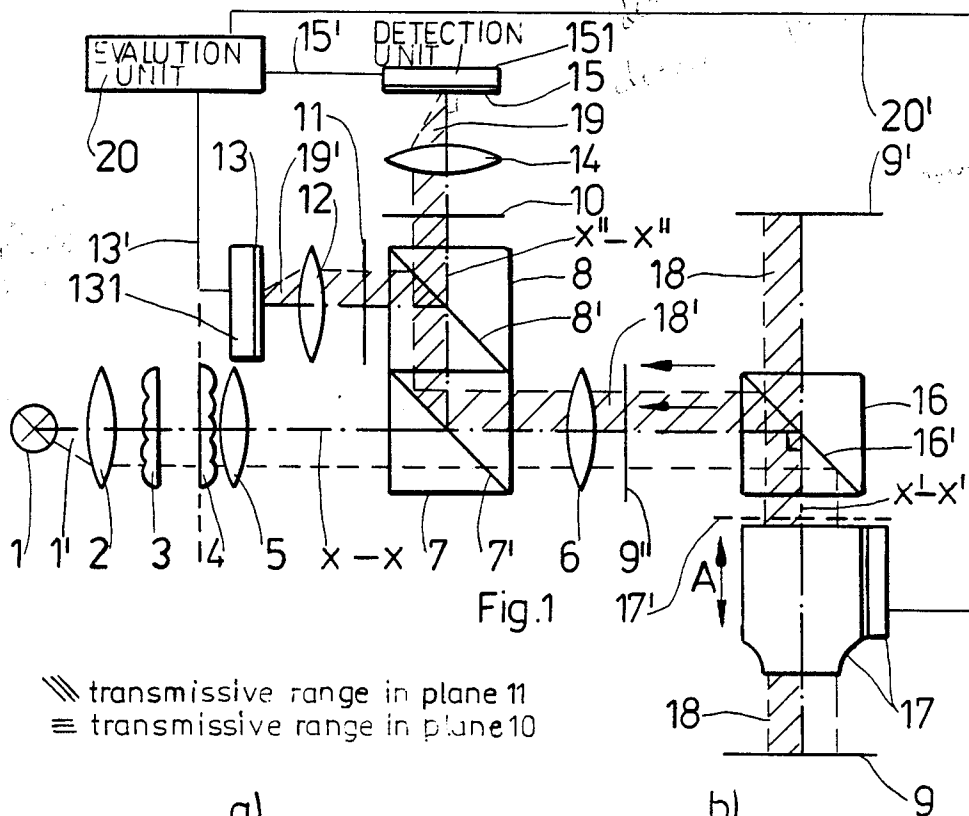 DETECTION
UNIT
EVALUTION
UNIT
15'
151
15
20
13
19'
11
19
14
20'
9'
12
10
x''-x''
13'
131
8
18
8'
18'
16
16'
x'-x'
1
1'
2
3
4
5
x-x
7
7'
6
9''
17'
A
Fig.1
18
17
9
transmissive range in plane 11
transmissive range in plane 10
a)
b)